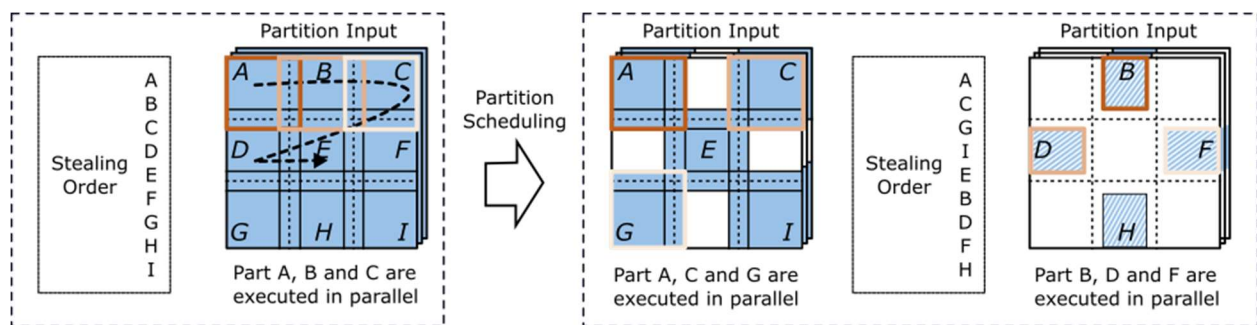 Stealing
Order
A
B
C
D
E
F
G
H
I
Partition Input
A B C
D E F
G H I
Part A, B and C are
executed in parallel
Partition
Scheduling
Partition Input
A C
E
G I
Part A, C and G are
executed in parallel
Stealing
Order
A
C
G
I
E
B
D
F
H
Partition Input
B
D F
H
Part B, D and F are
executed in parallel